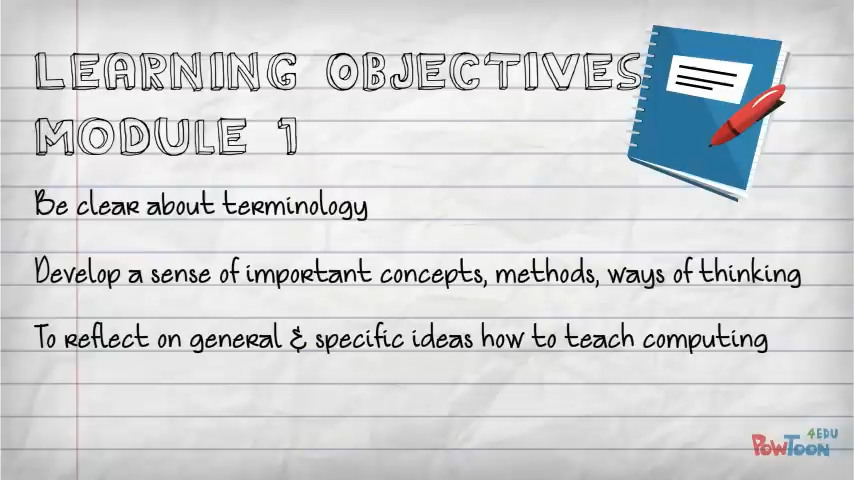 LEARNING OBJECTIVES
MODULE 1
Be clear about terminology
Develop a sense of important concepts, methods, ways of thinking
To reflect on general & specific ideas how to teach computing
4EDU
POWTOON